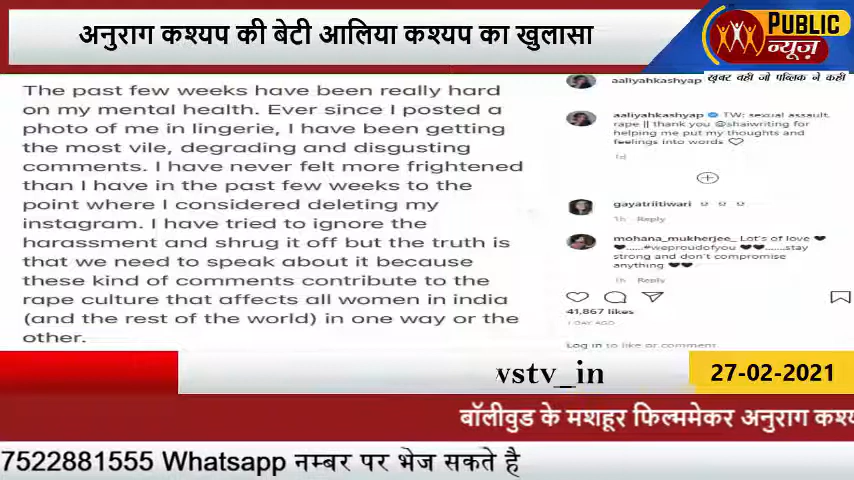 अनुराग कश्यप की बेटी आलिया कश्यप का खुलासा
PUBLIC
न्यूज़
ख़बर वही जो पब्लिक ने कही
The past few weeks have been really hard
on my mental health. Ever since I posted a
photo of me in lingerie, I have been getting
the most vile, degrading and disgusting
comments. I have never felt more frightened
than I have in the past few weeks to the
point where I considered deleting my
instagram. I have tried to ignore the
harassment and shrug it off but the truth is
that we need to speak about it because
these kind of comments contribute to the
rape culture that affects all women in india
(and the rest of the world) in one way or the
other.
aaliyahkashyap
aaliyahkashyap TW: sexual assault,
rape || thank you @shaiwriting for
helping me put my thoughts and
feelings into words ♡
1d
gayatriitiwari
1h Reply
mohana_mukherjee_ Lot's of love ♥
♥......#weproudofyou ♥♥......stay
strong and don't compromise
anything ♥♥
1h Reply
41,867 likes
1 DAY AGO
Log in to like or comment.
vstv_in
27-02-2021
बॉलीवुड के मशहूर फिल्ममेकर अनुराग कश्य
7522881555 Whatsapp नम्बर पर भेज सकते है